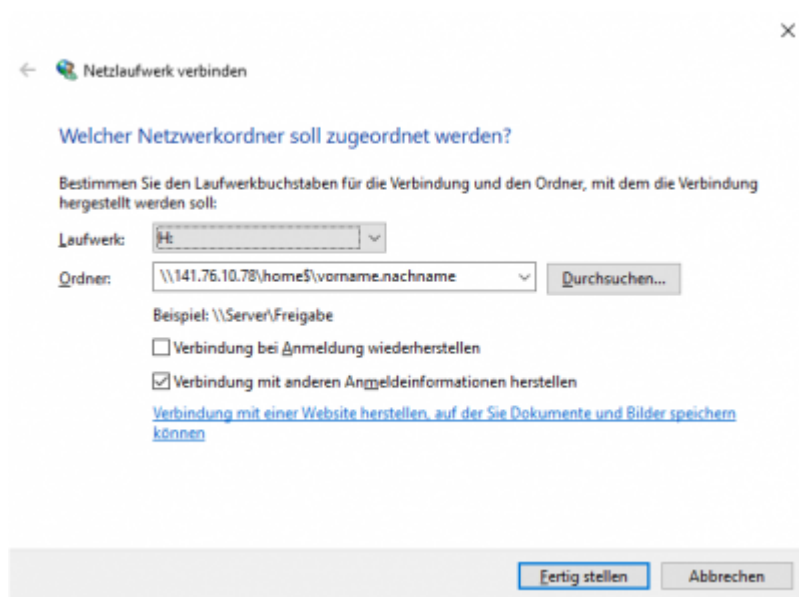 Netzlaufwerk verbinden
Welcher Netzwerkordner soll zugeordnet werden?
Bestimmen Sie den Laufwerkbuchstaben für die Verbindung und den Ordner, mit dem die Verbindung
hergestellt werden soll:
Laufwerk: H:
Ordner: \\141.76.10.78\home$\vorname.nachname Durchsuchen...
Beispiel: \\Server\Freigabe
Verbindung bei Anmeldung wiederherstellen
Verbindung mit anderen Anmeldeinformationen herstellen
Verbindung mit einer Website herstellen, auf der Sie Dokumente und Bilder speichern
können
Fertig stellen Abbrechen